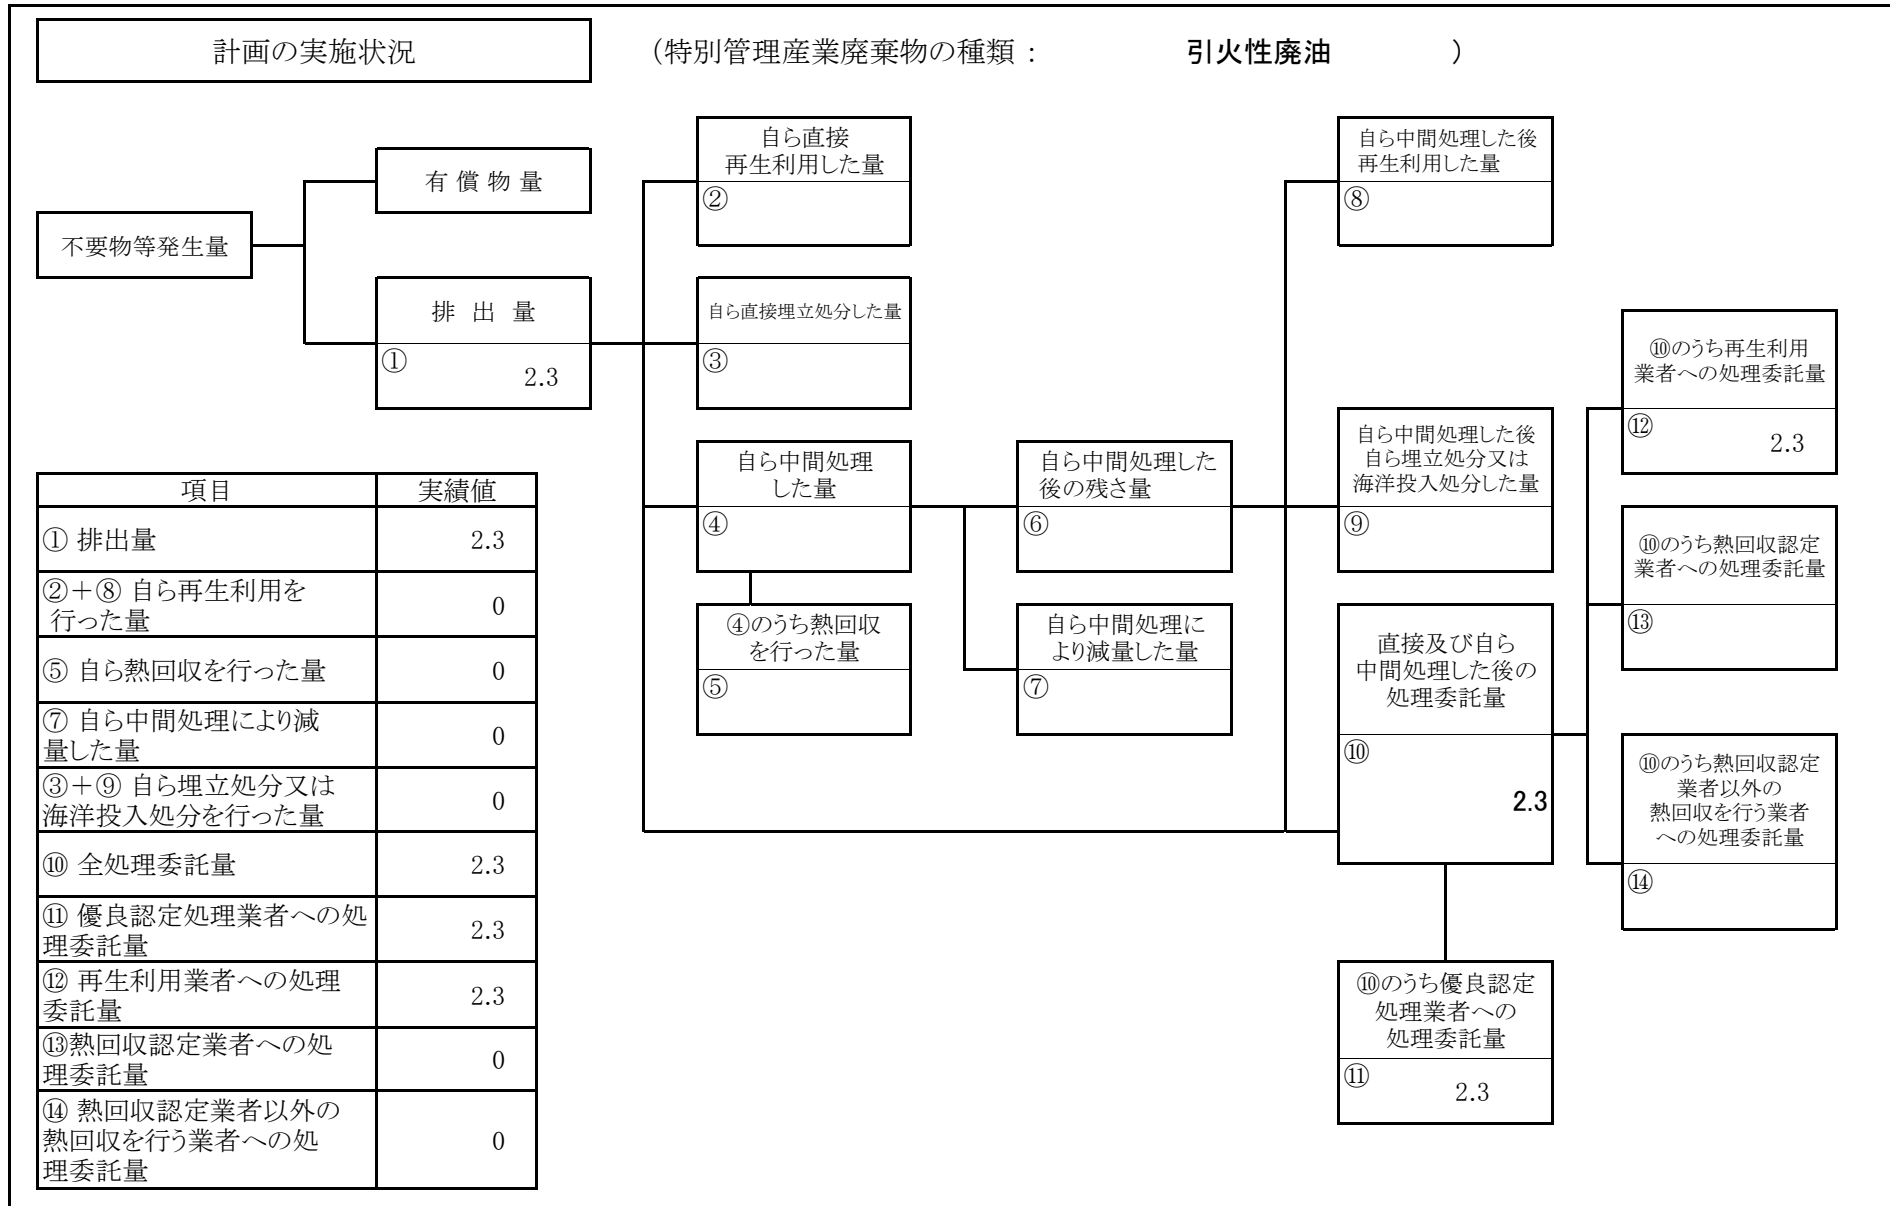 計画の実施状況
（特別管理産業廃棄物の種類： 引火性廃油 ）
不要物等発生量
有償物量
排出量
①
2.3
自ら直接
再生利用した量
②
自ら直接埋立処分した量
③
自ら中間処理
した量
④
④のうち熱回収
を行った量
⑤
自ら中間処理した
後の残さ量
⑥
自ら中間処理に
より減量した量
⑦
自ら中間処理した後
再生利用した量
⑧
自ら中間処理した後
自ら埋立処分又は
海洋投入処分した量
⑨
直接及び自ら
中間処理した後の
処理委託量
⑩
2.3
⑩のうち優良認定
処理業者への
処理委託量
⑪
2.3
⑩のうち再生利用
業者への処理委託量
⑫
2.3
⑩のうち熱回収認定
業者への処理委託量
⑬
⑩のうち熱回収認定
業者以外の
熱回収を行う業者
への処理委託量
⑭
項目 実績値
① 排出量 2.3
②＋⑧ 自ら再生利用を
行った量 0
⑤ 自ら熱回収を行った量 0
⑦ 自ら中間処理により減
量した量 0
③＋⑨ 自ら埋立処分又は
海洋投入処分を行った量 0
⑩ 全処理委託量 2.3
⑪ 優良認定処理業者への処
理委託量 2.3
⑫ 再生利用業者への処理
委託量 2.3
⑬熱回収認定業者への処
理委託量 0
⑭ 熱回収認定業者以外の
熱回収を行う業者への処
理委託量 0